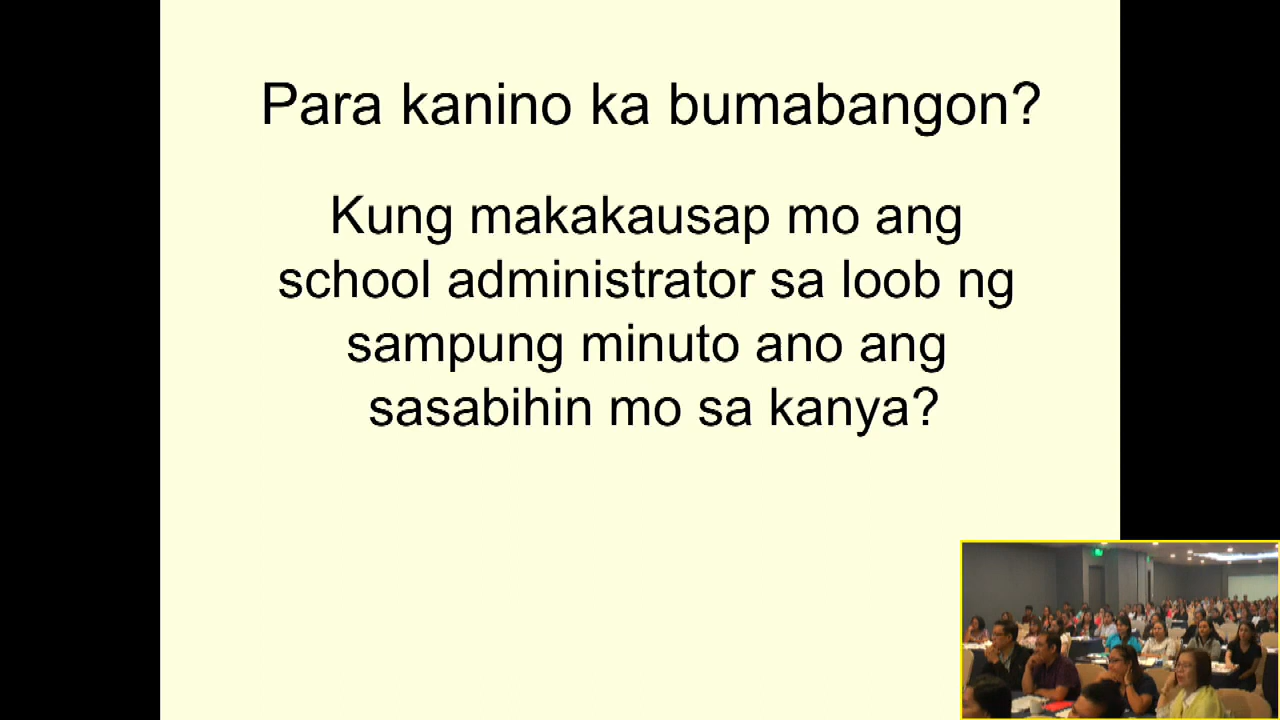 Para kanino ka bumabangon?
Kung makakausap mo ang
school administrator sa loob ng
sampung minuto ano ang
sasabihin mo sa kanya?